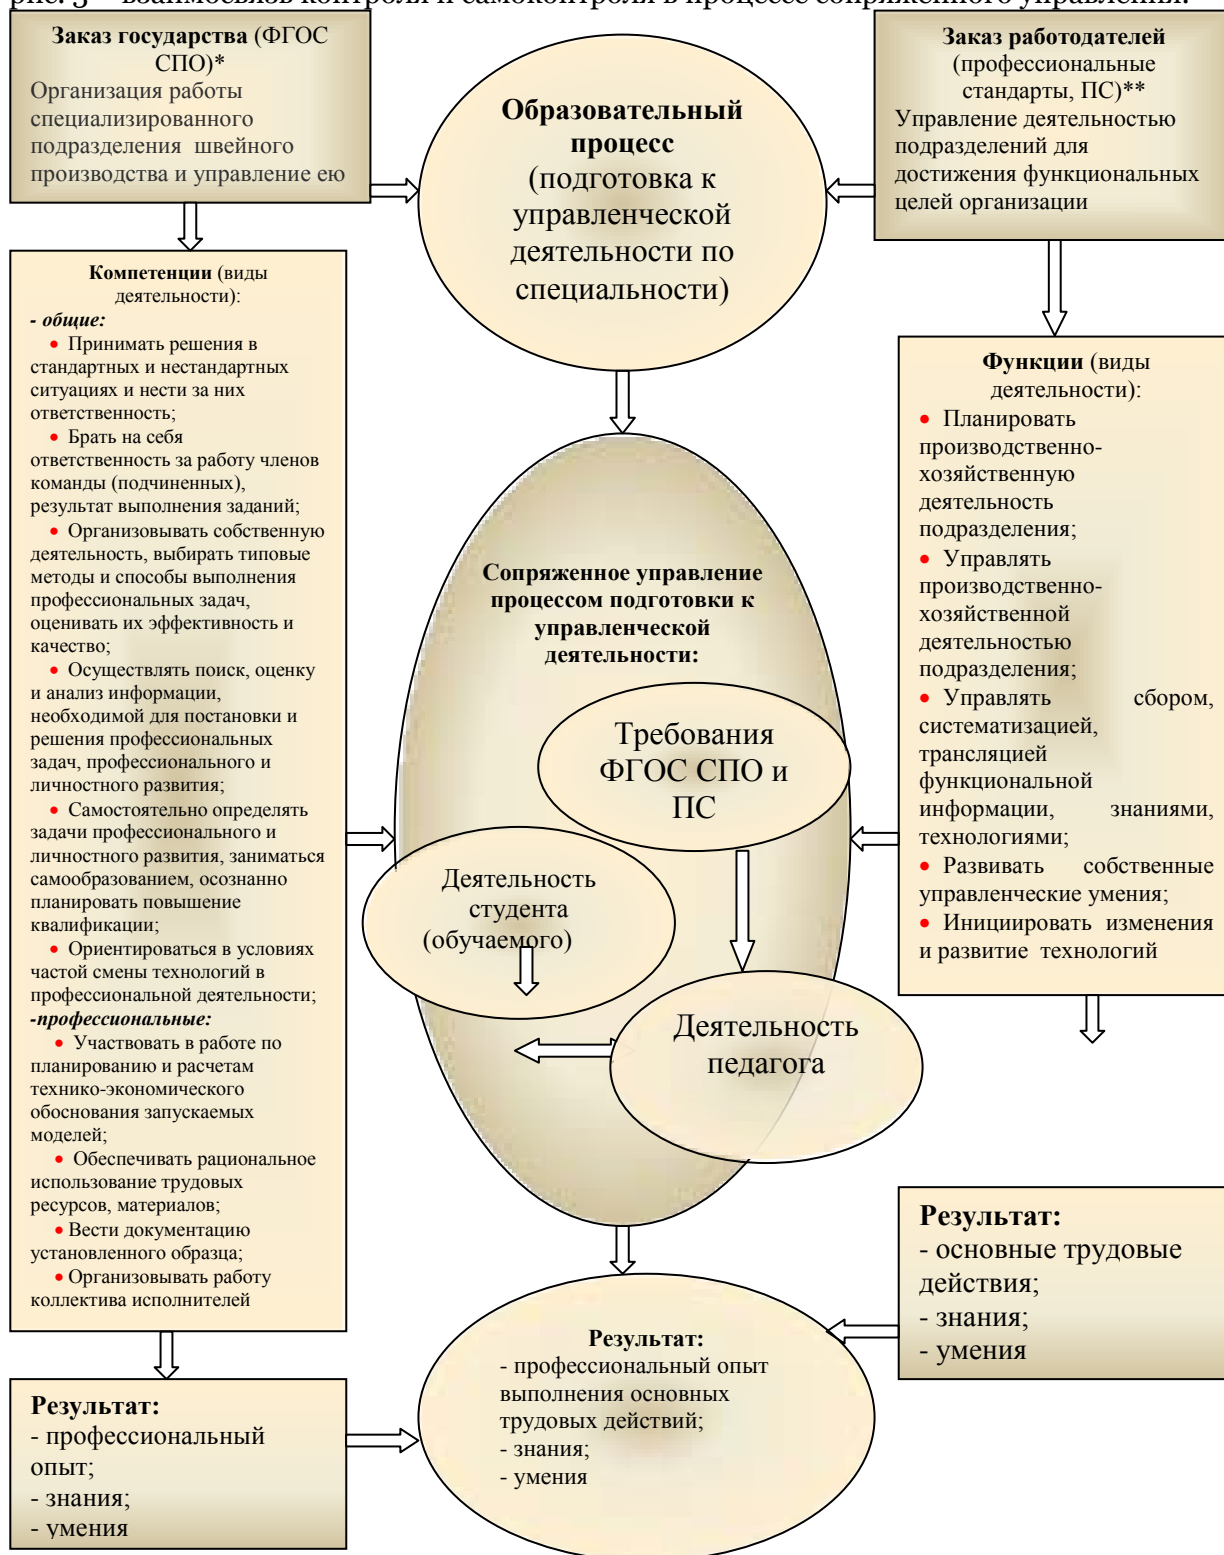 рис. 3 – взаимосвязь контроля и самоконтроля в процессе сопряженного управления.
Заказ государства (ФГОС
СПО)*
Организация работы
специализированного
подразделения швейного
производства и управление ею
Образовательный
процесс
(подготовка к
управленческой
деятельности по
специальности)
Заказ работодателей
(профессиональные
стандарты, ПС)**
Управление деятельностью
подразделений для
достижения функциональных
целей организации
Компетенции (виды
деятельности):
- общие:
• Принимать решения в
стандартных и нестандартных
ситуациях и нести за них
ответственность;
• Брать на себя
ответственность за работу членов
команды (подчиненных),
результат выполнения заданий;
• Организовывать собственную
деятельность, выбирать типовые
методы и способы выполнения
профессиональных задач,
оценивать их эффективность и
качество;
• Осуществлять поиск, оценку
и анализ информации,
необходимой для постановки и
решения профессиональных
задач, профессионального и
личностного развития;
• Самостоятельно определять
задачи профессионального и
личностного развития, заниматься
самообразованием, осознанно
планировать повышение
квалификации;
• Ориентироваться в условиях
частой смены технологий в
профессиональной деятельности;
-профессиональные:
• Участвовать в работе по
планированию и расчетам
технико-экономического
обоснования запускаемых
моделей;
• Обеспечивать рациональное
использование трудовых
ресурсов, материалов;
• Вести документацию
установленного образца;
• Организовывать работу
коллектива исполнителей
Сопряженное управление
процессом подготовки к
управленческой
деятельности:
Требования
ФГОС СПО и
ПС
Деятельность
студента
(обучаемого)
Деятельность
педагога
Функции (виды
деятельности):
• Планировать
производственно-
хозяйственную
деятельность
подразделения;
• Управлять
производственно-
хозяйственной
деятельностью
подразделения;
• Управлять сбором,
систематизацией,
трансляцией
функциональной
информации, знаниями,
технологиями;
• Развивать собственные
управленческие умения;
• Инициировать изменения
и развитие технологий
Результат:
- основные трудовые
действия;
- знания;
- умения
Результат:
- профессиональный опыт
выполнения основных
трудовых действий;
- знания;
- умения
Результат:
- профессиональный
опыт;
- знания;
- умения